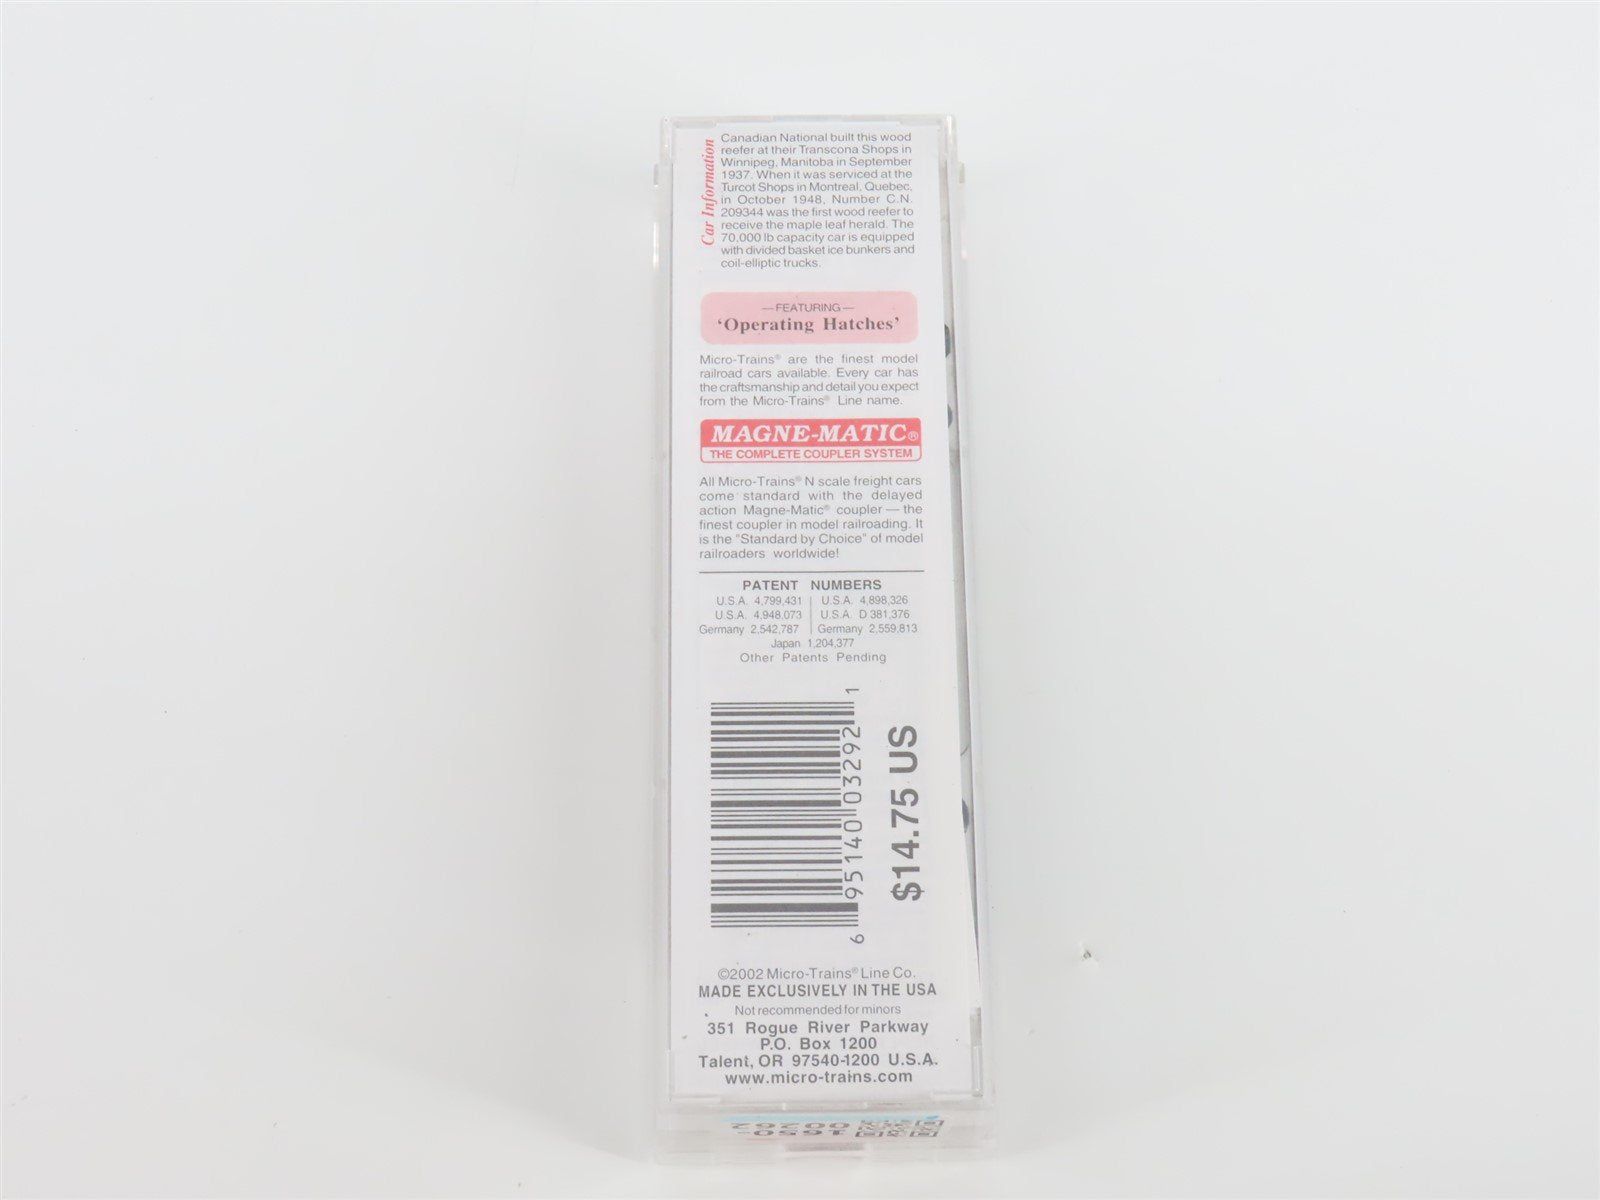 Car Information
Canadian National built this wood
reefer at their Transcona Shops in
Winnipeg, Manitoba in September
1937. When it was serviced at the
Turcot Shops in Montreal, Quebec,
in October 1948, Number C.N.
209344 was the first wood reefer to
receive the maple leaf herald. The
70,000 lb capacity car is equipped
with divided basket ice bunkers and
coil-elliptic trucks.
—FEATURING—
‘Operating Hatches’
Micro-Trains® are the finest model
railroad cars available. Every car has
the craftsmanship and detail you expect
from the Micro-Trains® Line name.
MAGNE-MATIC®
THE COMPLETE COUPLER SYSTEM
All Micro-Trains® N scale freight cars
come standard with the delayed
action Magne-Matic® coupler — the
finest coupler in model railroading. It
is the "Standard by Choice" of model
railroaders worldwide!
PATENT NUMBERS
U.S.A. 4,799,431 | U.S.A. 4,898,326
U.S.A. 4,948,073 | U.S.A. D 381,376
Germany 2,542,787 | Germany 2,559,813
Japan 1,204,377
Other Patents Pending
6 95140 03292 1
$14.75 US
©2002 Micro-Trains® Line Co.
MADE EXCLUSIVELY IN THE USA
Not recommended for minors
351 Rogue River Parkway
P.O. Box 1200
Talent, OR 97540-1200 U.S.A.
www.micro-trains.com
1650-
00262